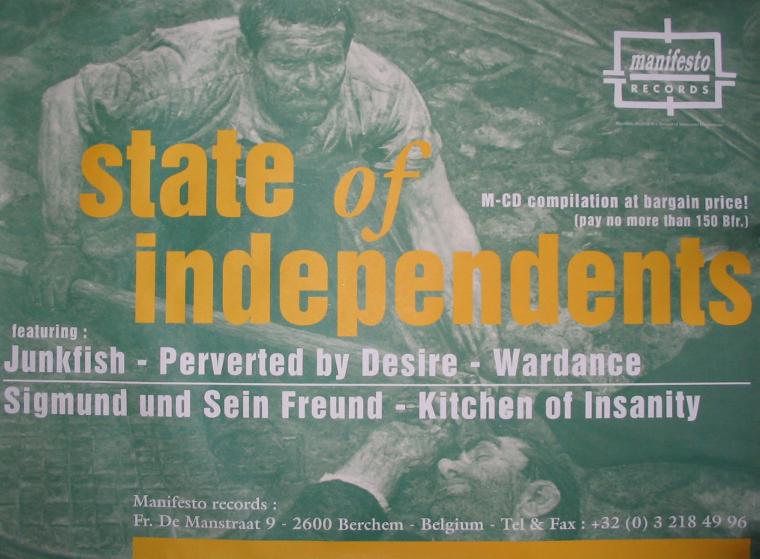 manifesto
RECORDS
state of
M-CD compilation at bargain price!
(pay no more than 150 Bfr.)
independents
featuring :
Junkfish - Perverted by Desire - Wardance
Sigmund und Sein Freund - Kitchen of Insanity
Manifesto records :
Fr. De Manstraat 9 - 2600 Berchem - Belgium - Tel & Fax : +32 (0) 3 218 49 96